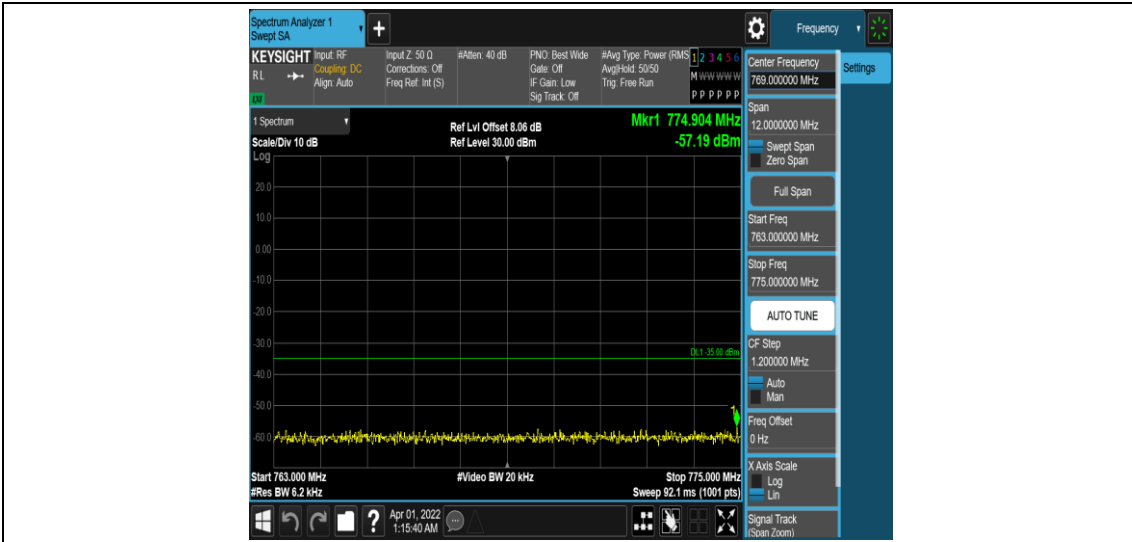 Spectrum Analyzer 1
Swept SA
+
Frequency
KEYSIGHT
RL
LXI
Input: RF
Coupling: DC
Align: Auto
Input Z: 50 Ω
Corrections: Off
Freq Ref: Int (S)
#Atten: 40 dB
PNO: Best Wide
Gate: Off
IF Gain: Low
Sig Track: Off
#Avg Type: Power (RMS
Avg|Hold: 50/50
Trig: Free Run
1 2 3 4 5 6
M W W W W W
P P P P P P
1 Spectrum
Scale/Div 10 dB
Log
Ref Lvl Offset 8.06 dB
Ref Level 30.00 dBm
Mkr1 774.904 MHz
-57.19 dBm
20.0
10.0
0.00
-10.0
-20.0
-30.0
DL1 -35.00 dBm
-40.0
-50.0
1
-60.0
Start 763.000 MHz
#Res BW 6.2 kHz
#Video BW 20 kHz
Stop 775.000 MHz
Sweep 92.1 ms (1001 pts)
?
Apr 01, 2022
1:15:40 AM
Center Frequency
769.000000 MHz
Settings
Span
12.0000000 MHz
Swept Span
Zero Span
Full Span
Start Freq
763.000000 MHz
Stop Freq
775.000000 MHz
AUTO TUNE
CF Step
1.200000 MHz
Auto
Man
Freq Offset
0 Hz
X Axis Scale
Log
Lin
Signal Track
(Span Zoom)